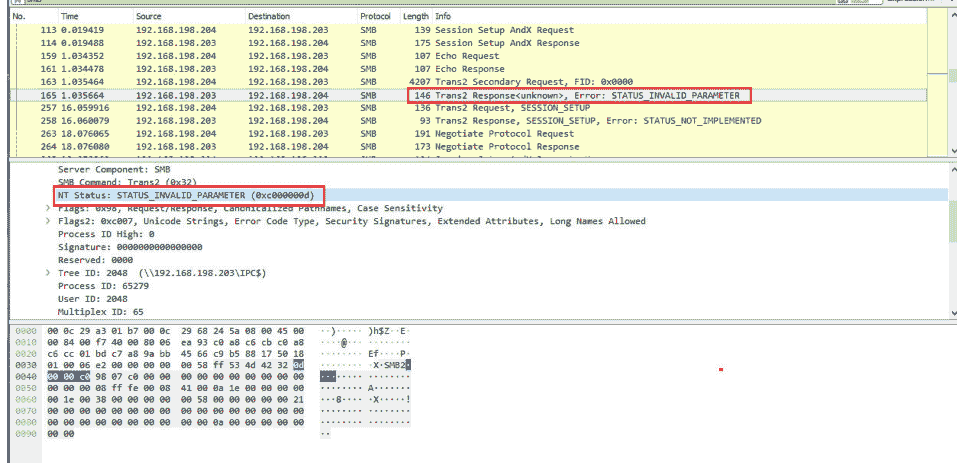 No. Time Source Destination Protocol Length Info
113 0.019419 192.168.198.204 192.168.198.203 SMB 139 Session Setup AndX Request
114 0.019488 192.168.198.203 192.168.198.204 SMB 175 Session Setup AndX Response
159 1.034352 192.168.198.204 192.168.198.203 SMB 107 Echo Request
161 1.034478 192.168.198.203 192.168.198.204 SMB 107 Echo Response
163 1.035464 192.168.198.204 192.168.198.203 SMB 4207 Trans2 Secondary Request, FID: 0x0000
165 1.035664 192.168.198.203 192.168.198.204 SMB 146 Trans2 Response<unknown>, Error: STATUS_INVALID_PARAMETER
257 16.059916 192.168.198.204 192.168.198.203 SMB 136 Trans2 Request, SESSION_SETUP
258 16.060079 192.168.198.203 192.168.198.204 SMB 93 Trans2 Response, SESSION_SETUP, Error: STATUS_NOT_IMPLEMENTED
263 18.076065 192.168.198.204 192.168.198.203 SMB 191 Negotiate Protocol Request
264 18.076080 192.168.198.203 192.168.198.204 SMB 173 Negotiate Protocol Response
Server Component: SMB
SMB Command: Trans2 (0x32)
NT Status: STATUS_INVALID_PARAMETER (0xc000000d)
Flags: 0x98, Request/Response, Canonicalized Pathnames, Case Sensitivity
Flags2: 0xc007, Unicode Strings, Error Code Type, Security Signatures, Extended Attributes, Long Names Allowed
Process ID High: 0
Signature: 0000000000000000
Reserved: 0000
Tree ID: 2048 (\\192.168.198.203\IPC$)
Process ID: 65279
User ID: 2048
Multiplex ID: 65
0000 00 0c 29 a3 01 b7 00 0c 29 68 24 5a 08 00 45 00 ··)····· )h$Z··E·
0010 00 84 00 f7 40 00 80 06 ea 93 c0 a8 c6 cb c0 a8 ····@··· ········
0020 c6 cc 01 bd c7 a8 9a bb 45 66 c9 b5 88 17 50 18 ········ Ef····P·
0030 01 00 06 e2 00 00 00 00 00 58 ff 53 4d 42 32 0d ········ ·X·SMB2·
0040 00 00 c0 98 07 c0 00 00 00 00 00 00 00 00 00 00 ········ ········
0050 00 00 00 08 ff fe 00 08 41 00 0a 1e 00 00 00 00 ········ A·······
0060 00 1e 00 38 00 00 00 00 00 58 00 00 00 00 00 21 ···8···· ·X·····!
0070 00 00 00 00 00 00 00 00 00 00 00 00 00 00 00 00 ········ ········
0080 00 00 00 00 00 00 00 00 00 0a 00 00 00 00 00 00 ········ ········
0090 00 00 ··